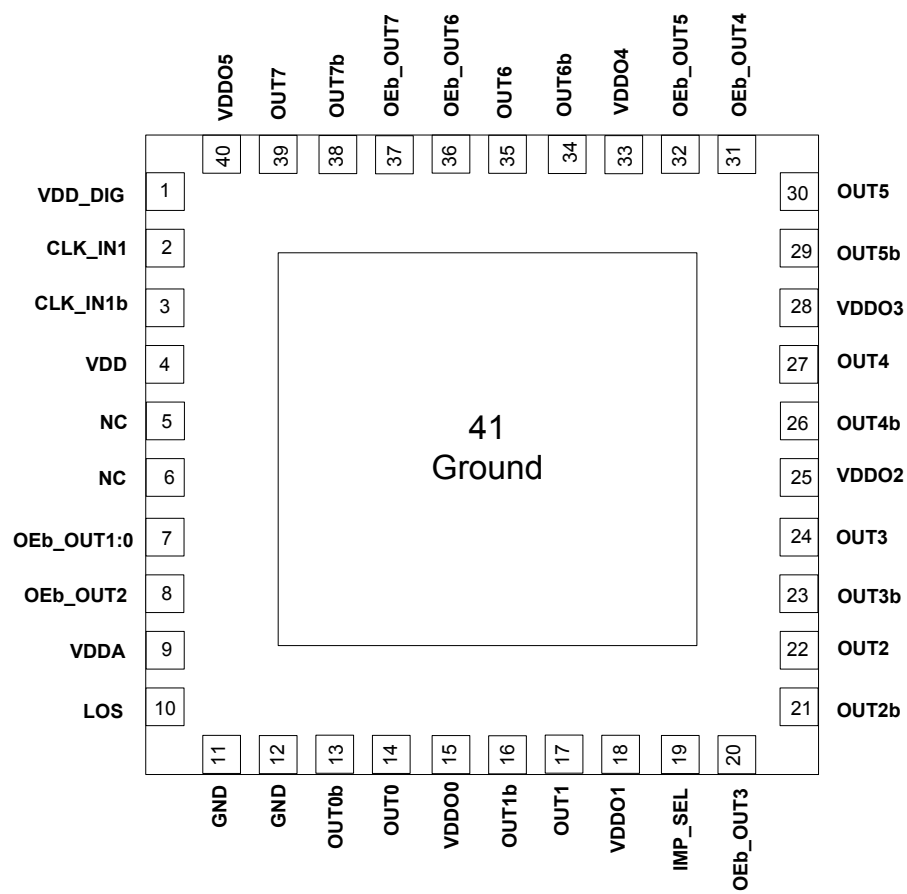 VDDO5
OUT7
OUT7b
OEb_OUT7
OEb_OUT6
OUT6
OUT6b
VDDO4
OEb_OUT5
OEb_OUT4
40
39
38
37
36
35
34
33
32
31
VDD_DIG 1
CLK_IN1 2
CLK_IN1b 3
VDD 4
NC 5
NC 6
OEb_OUT1:0 7
OEb_OUT2 8
VDDA 9
LOS 10
41
Ground
30 OUT5
29 OUT5b
28 VDDO3
27 OUT4
26 OUT4b
25 VDDO2
24 OUT3
23 OUT3b
22 OUT2
21 OUT2b
11
12
13
14
15
16
17
18
19
20
GND
GND
OUT0b
OUT0
VDDO0
OUT1b
OUT1
VDDO1
IMP_SEL
OEb_OUT3